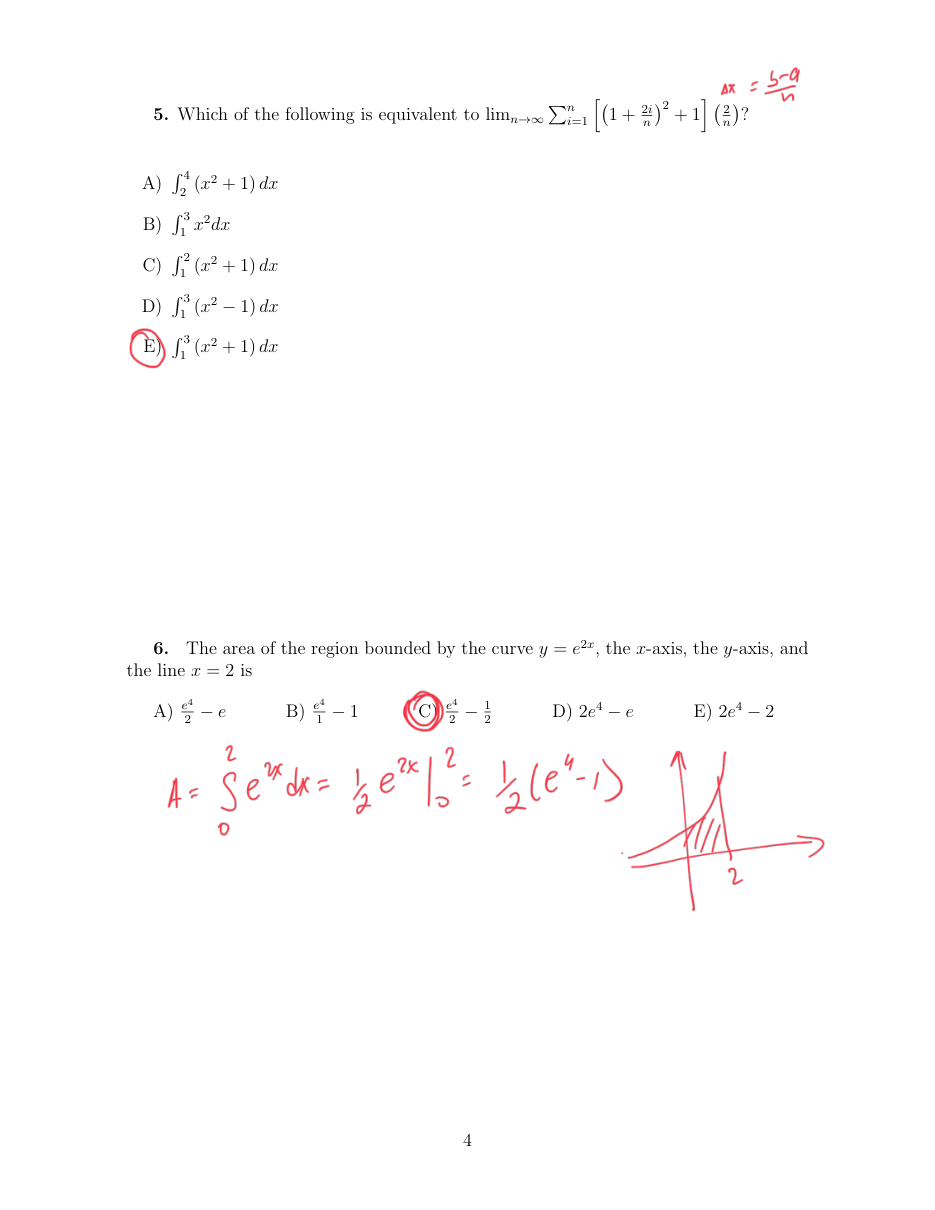 Δx = b-a/n
5. Which of the following is equivalent to lim_{n→∞} ∑_{i=1}^{n} [(1 + 2i/n)^2 + 1] (2/n)?
A) ∫_2^4 (x^2 + 1) dx
B) ∫_1^3 x^2dx
C) ∫_1^2 (x^2 + 1) dx
D) ∫_1^3 (x^2 − 1) dx
E) ∫_1^3 (x^2 + 1) dx
6. The area of the region bounded by the curve y = e^{2x}, the x-axis, the y-axis, and
the line x = 2 is
A) e^4/2 − e B) e^4/1 − 1 C) e^4/2 − 1/2 D) 2e^4 − e E) 2e^4 − 2
A = ∫_0^2 e^{2x} dx = 1/2 e^{2x} |_0^2 = 1/2 (e^4 - 1)
2
4